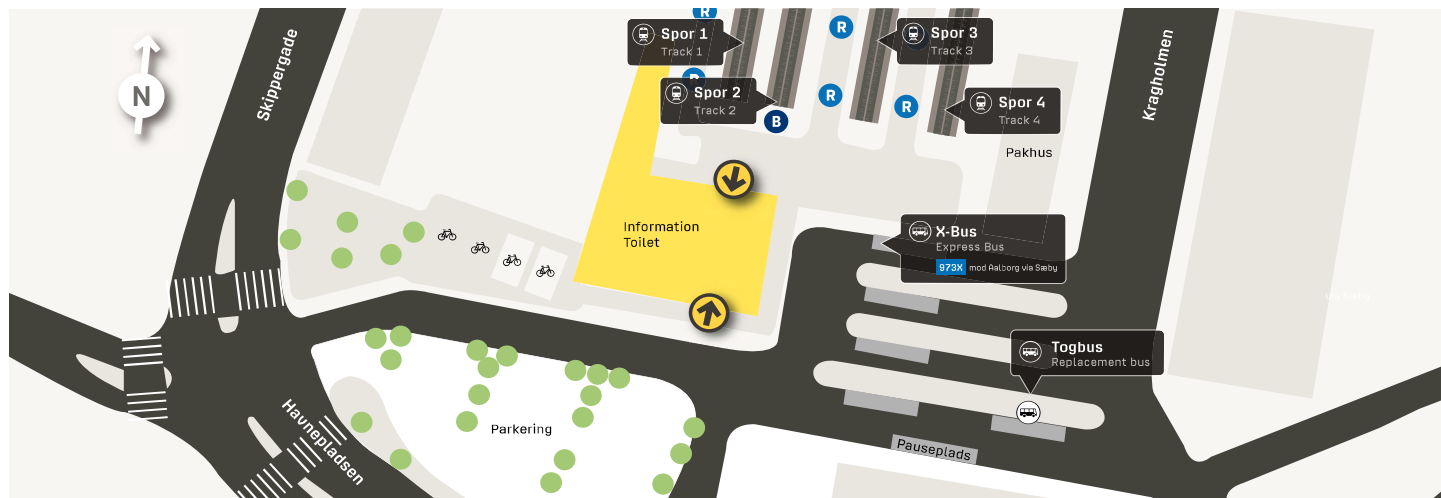 N
Skippergade
R
Spor 1
Track 1
R
Spor 3
Track 3
Kragholmen
R
Spor 2
Track 2
B
R
R
Spor 4
Track 4
Pakhus
Information
Toilet
X-Bus
Express Bus
973X mod Aalborg via Sæby
Togbus
Replacement bus
Havnepladsen
Parkering
Pauseplads